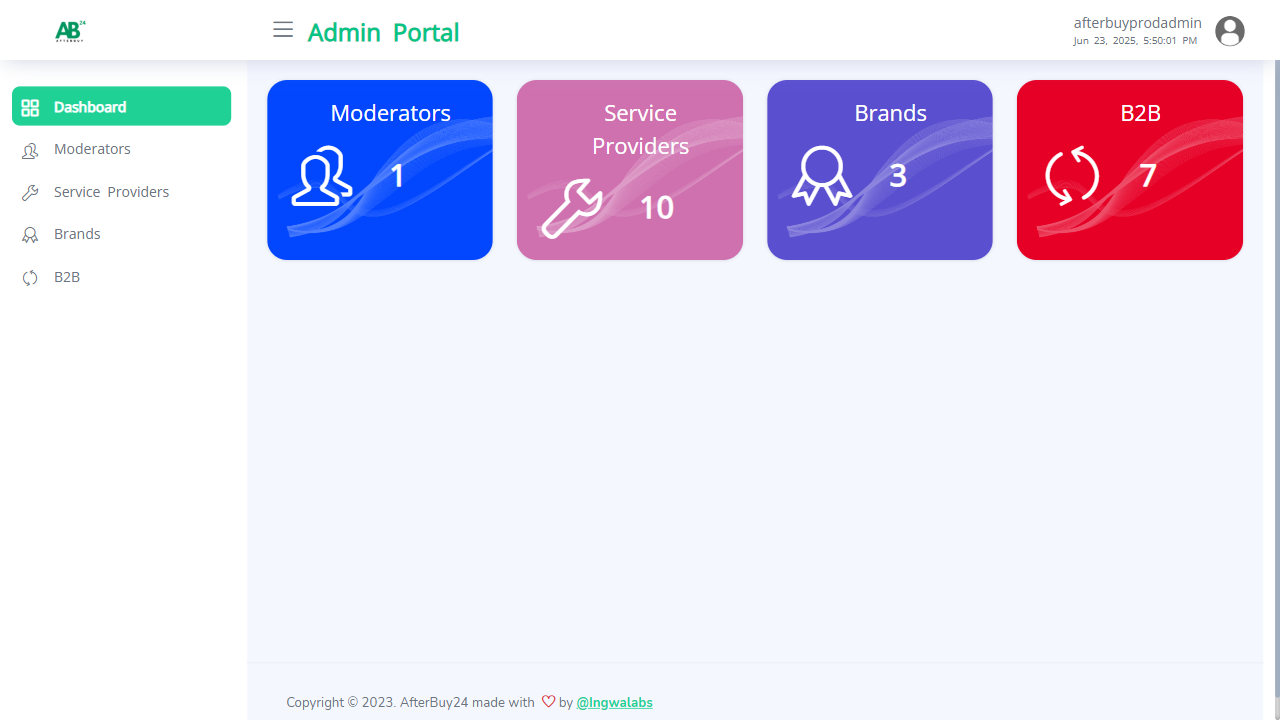 AB 24
AFTERBUY
Admin Portal
afterbuyprodadmin
Jun 23, 2025, 5:50:01 PM
Dashboard
Moderators
Service Providers
Brands
B2B
Moderators
1
Service
Providers
10
Brands
3
B2B
7
Copyright © 2023. AfterBuy24 made with ♡ by @Ingwalabs